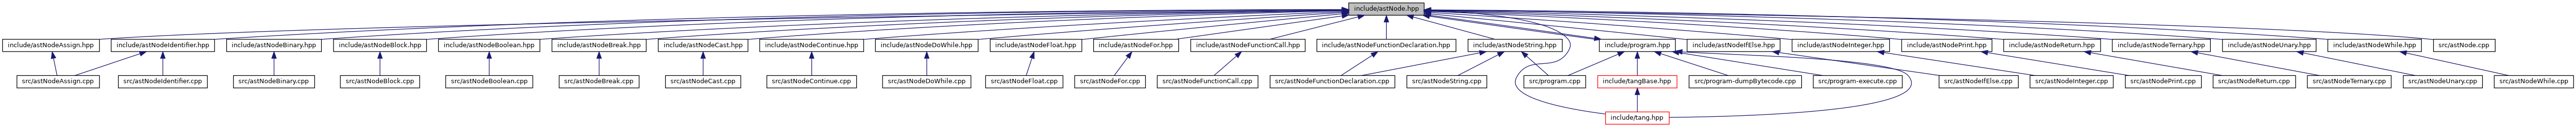 include/astNode.hpp
include/astNodeAssign.hpp
include/astNodeIdentifier.hpp
include/astNodeBinary.hpp
include/astNodeBlock.hpp
include/astNodeBoolean.hpp
include/astNodeBreak.hpp
include/astNodeCast.hpp
include/astNodeContinue.hpp
include/astNodeDoWhile.hpp
include/astNodeFloat.hpp
include/astNodeFor.hpp
include/astNodeFunctionCall.hpp
include/astNodeFunctionDeclaration.hpp
include/astNodeString.hpp
include/program.hpp
include/astNodeIfElse.hpp
include/astNodeInteger.hpp
include/astNodePrint.hpp
include/astNodeReturn.hpp
include/astNodeTernary.hpp
include/astNodeUnary.hpp
include/astNodeWhile.hpp
src/astNode.cpp
src/astNodeAssign.cpp
src/astNodeIdentifier.cpp
src/astNodeBinary.cpp
src/astNodeBlock.cpp
src/astNodeBoolean.cpp
src/astNodeBreak.cpp
src/astNodeCast.cpp
src/astNodeContinue.cpp
src/astNodeDoWhile.cpp
src/astNodeFloat.cpp
src/astNodeFor.cpp
src/astNodeFunctionCall.cpp
src/astNodeFunctionDeclaration.cpp
src/astNodeString.cpp
src/program.cpp
include/tangBase.hpp
src/program-dumpBytecode.cpp
src/program-execute.cpp
src/astNodeIfElse.cpp
src/astNodeInteger.cpp
src/astNodePrint.cpp
src/astNodeReturn.cpp
src/astNodeTernary.cpp
src/astNodeUnary.cpp
src/astNodeWhile.cpp
include/tang.hpp